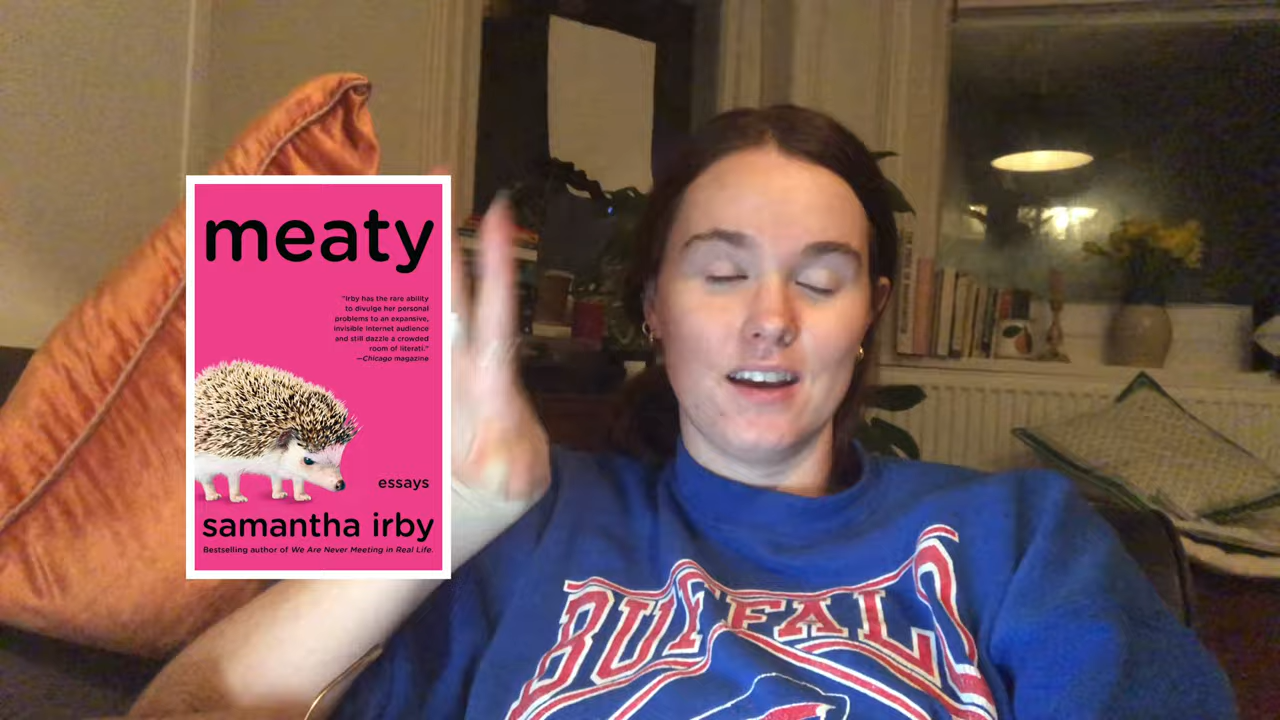 meaty
"Irby has the rare ability
to divulge her personal
problems to an expansive,
invisible Internet audience
and still dazzle a crowded
room of literati."
—Chicago magazine
essays
samantha irby
Bestselling author of We Are Never Meeting in Real Life.
BUFFALO